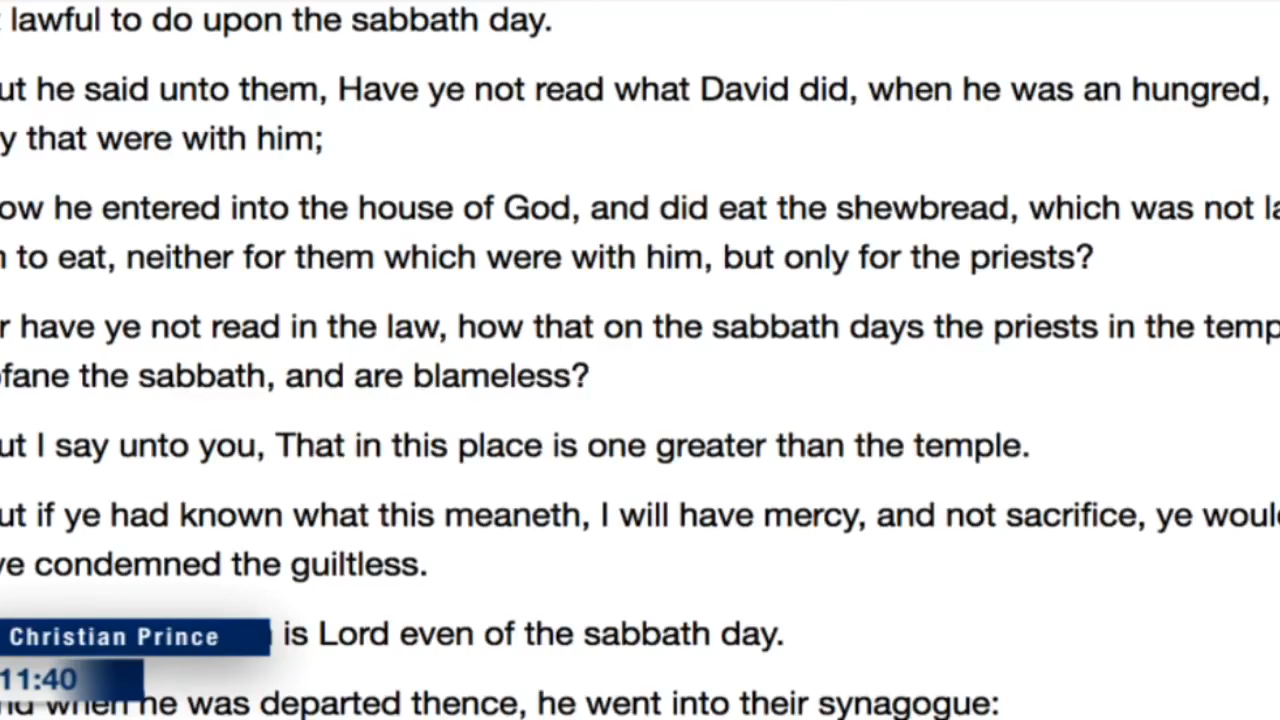 lawful to do upon the sabbath day.
ut he said unto them, Have ye not read what David did, when he was an hungred,
y that were with him;
ow he entered into the house of God, and did eat the shewbread, which was not la
to eat, neither for them which were with him, but only for the priests?
r have ye not read in the law, how that on the sabbath days the priests in the temp
fane the sabbath, and are blameless?
ut I say unto you, That in this place is one greater than the temple.
ut if ye had known what this meaneth, I will have mercy, and not sacrifice, ye would
ve condemned the guiltless.
is Lord even of the sabbath day.
Christian Prince
11:40
when he was departed thence, he went into their synagogue: